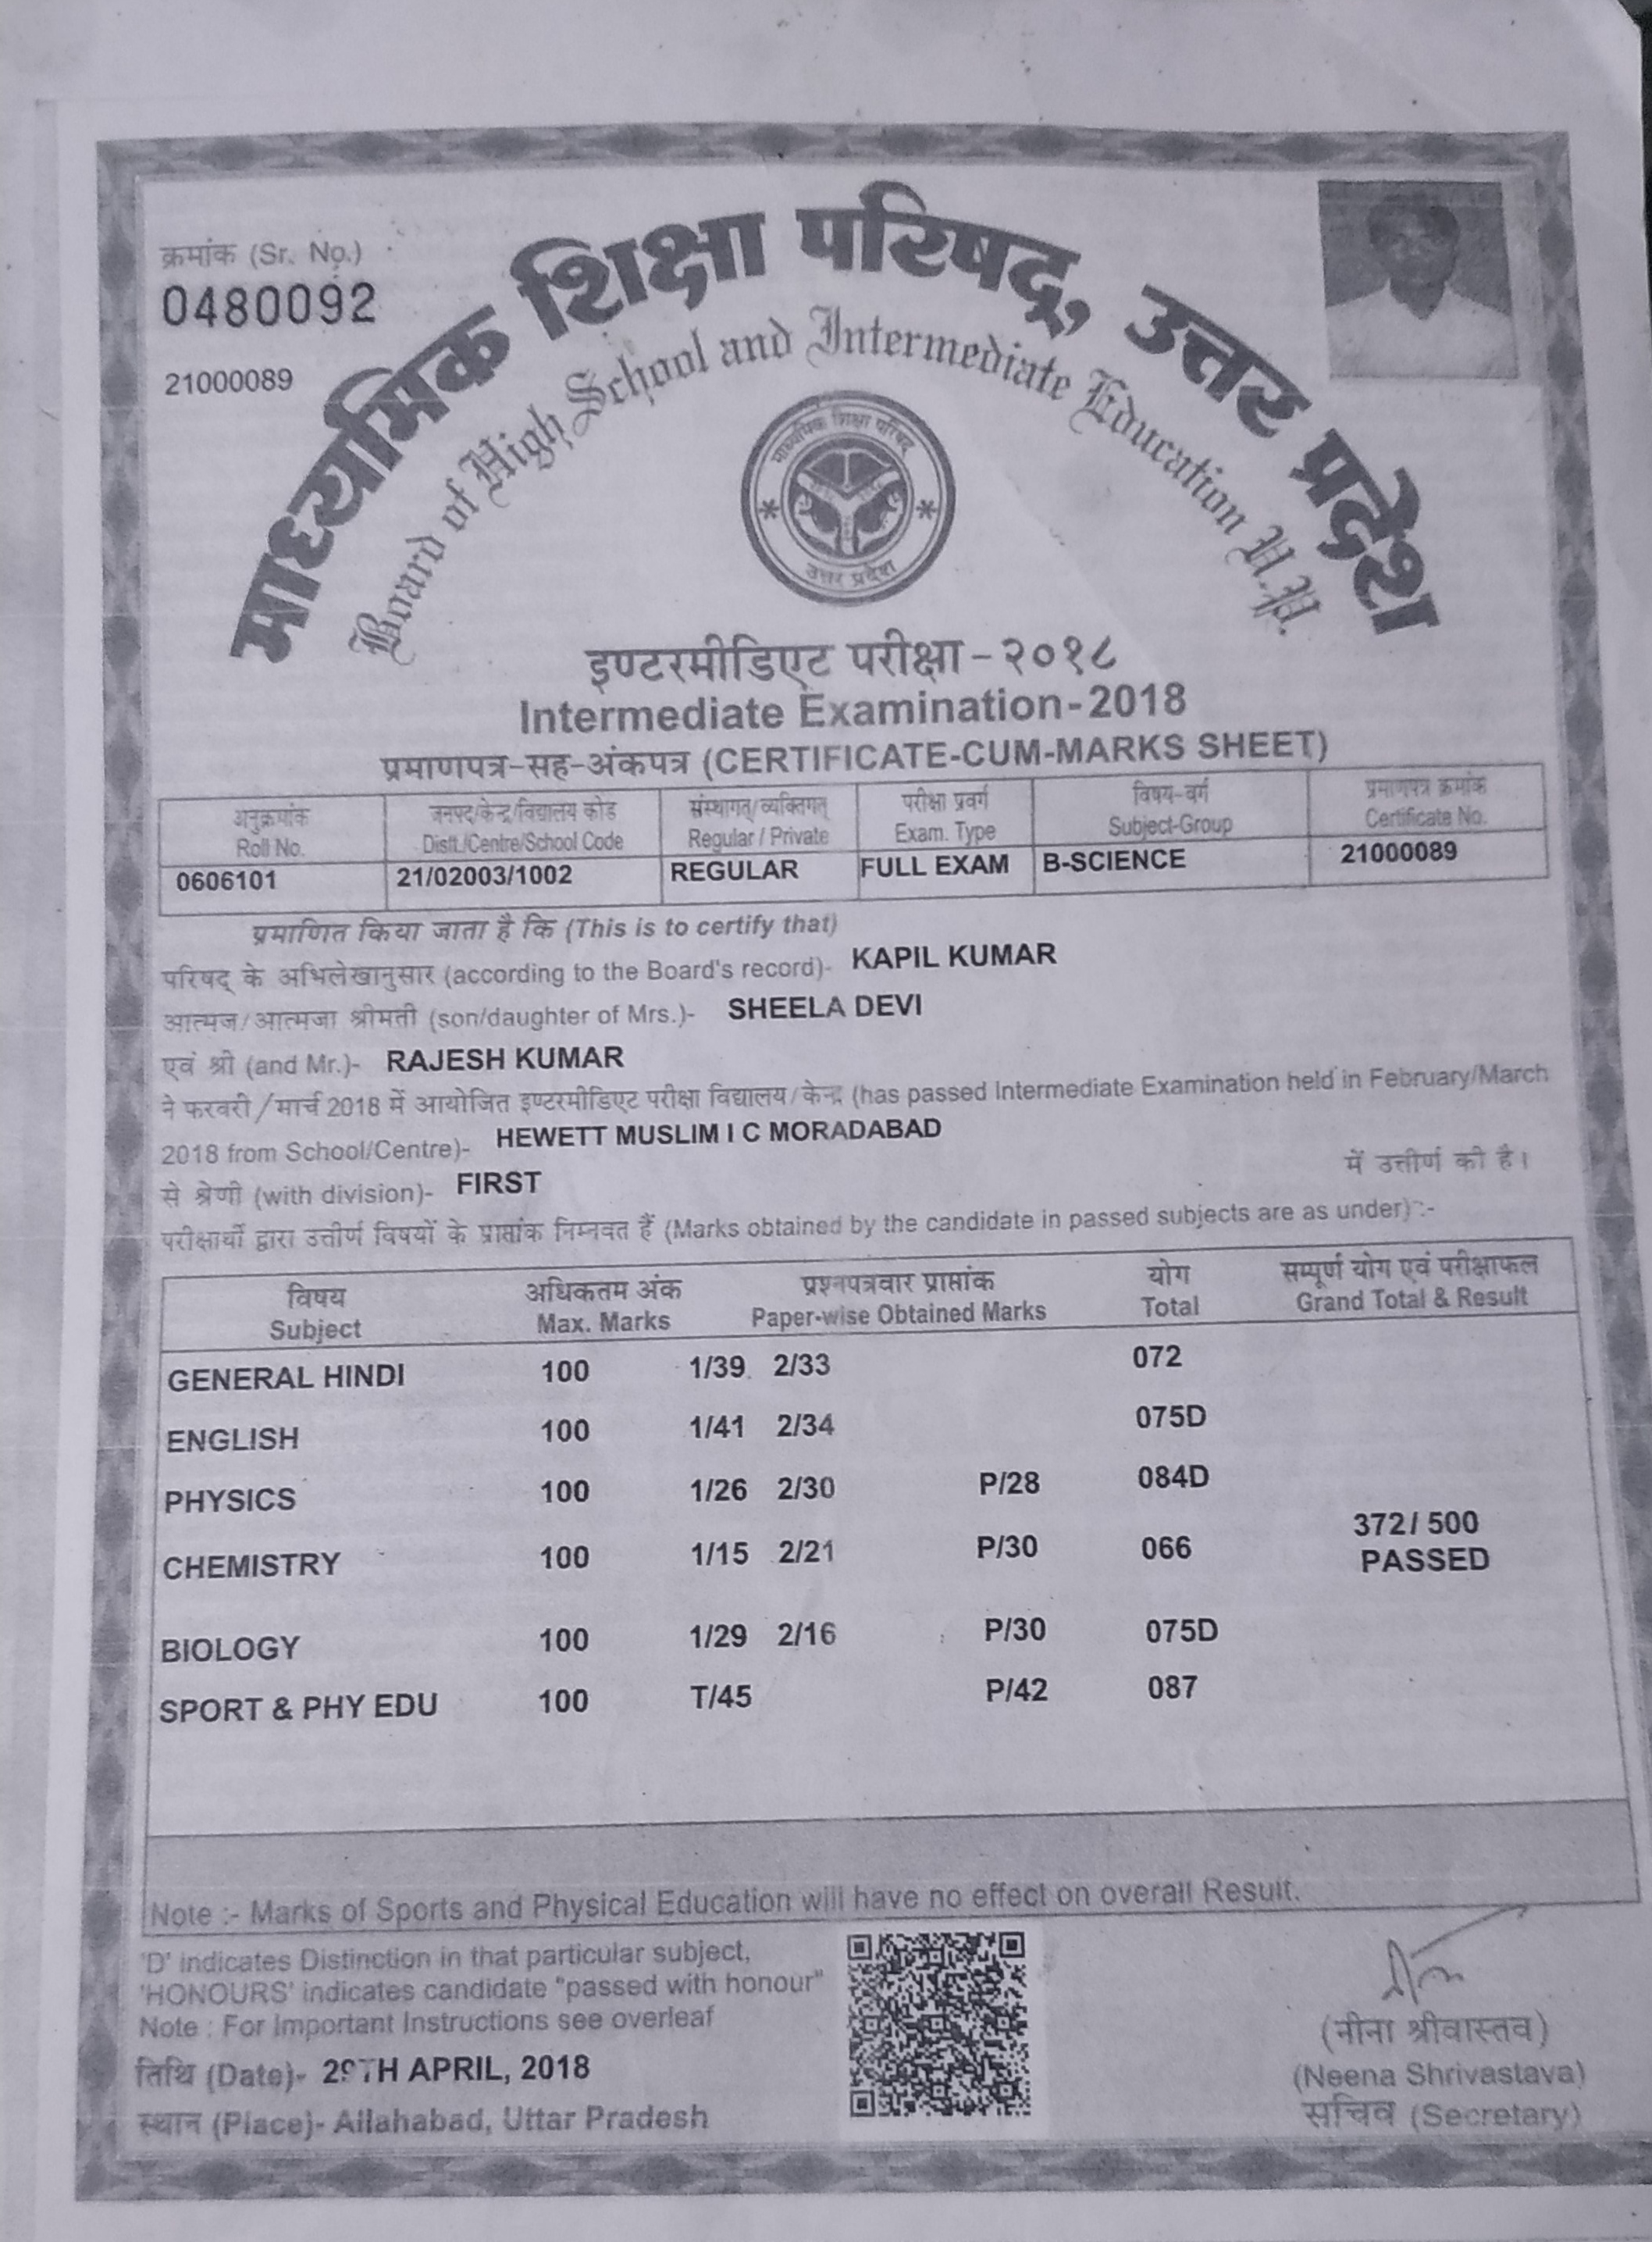 क्रमांक (Sr. No.)
0480092
21000089
माध्यमिक शिक्षा परिषद्, उत्तर प्रदेश
Board of High School and Intermediate Education U.P.
माध्यमिक शिक्षा परिषद्
उत्तर प्रदेश
इण्टरमीडिएट परीक्षा-२०१८
Intermediate Examination-2018
प्रमाणपत्र-सह-अंकपत्र (CERTIFICATE-CUM-MARKS SHEET)
अनुक्रमांक जनपद/केन्द्र/विद्यालय कोड संस्थागत/व्यक्तिगत परीक्षा प्रवर्ग विषय-वर्ग प्रमाणपत्र क्रमांक
Roll No. Distt./Centre/School Code Regular / Private Exam. Type Subject-Group Certificate No.
0606101 21/02003/1002 REGULAR FULL EXAM B-SCIENCE 21000089
प्रमाणित किया जाता है कि (This is to certify that)
परिषद् के अभिलेखानुसार (according to the Board's record)- KAPIL KUMAR
आत्मज/आत्मजा श्रीमती (son/daughter of Mrs.)- SHEELA DEVI
एवं श्री (and Mr.)- RAJESH KUMAR
ने फरवरी/मार्च 2018 में आयोजित इण्टरमीडिएट परीक्षा विद्यालय/केन्द्र (has passed Intermediate Examination held in February/March
2018 from School/Centre)- HEWETT MUSLIM I C MORADABAD
से श्रेणी (with division)- FIRST में उत्तीर्ण की है।
परीक्षार्थी द्वारा उत्तीर्ण विषयों के प्राप्तांक निम्नवत हैं (Marks obtained by the candidate in passed subjects are as under):-
विषय अधिकतम अंक प्रश्नपत्रवार प्राप्तांक योग सम्पूर्ण योग एवं परीक्षाफल
Subject Max. Marks Paper-wise Obtained Marks Total Grand Total & Result
GENERAL HINDI 100 1/39 2/33 072
ENGLISH 100 1/41 2/34 075D
PHYSICS 100 1/26 2/30 P/28 084D
372/ 500
CHEMISTRY 100 1/15 2/21 P/30 066 PASSED
BIOLOGY 100 1/29 2/16 P/30 075D
SPORT & PHY EDU 100 T/45 P/42 087
Note :- Marks of Sports and Physical Education will have no effect on overall Result.
'D' indicates Distinction in that particular subject,
'HONOURS' indicates candidate "passed with honour"
Note : For Important Instructions see overleaf
तिथि (Date)- 29TH APRIL, 2018
स्थान (Place)- Allahabad, Uttar Pradesh
(नीना श्रीवास्तव)
(Neena Shrivastava)
सचिव (Secretary)